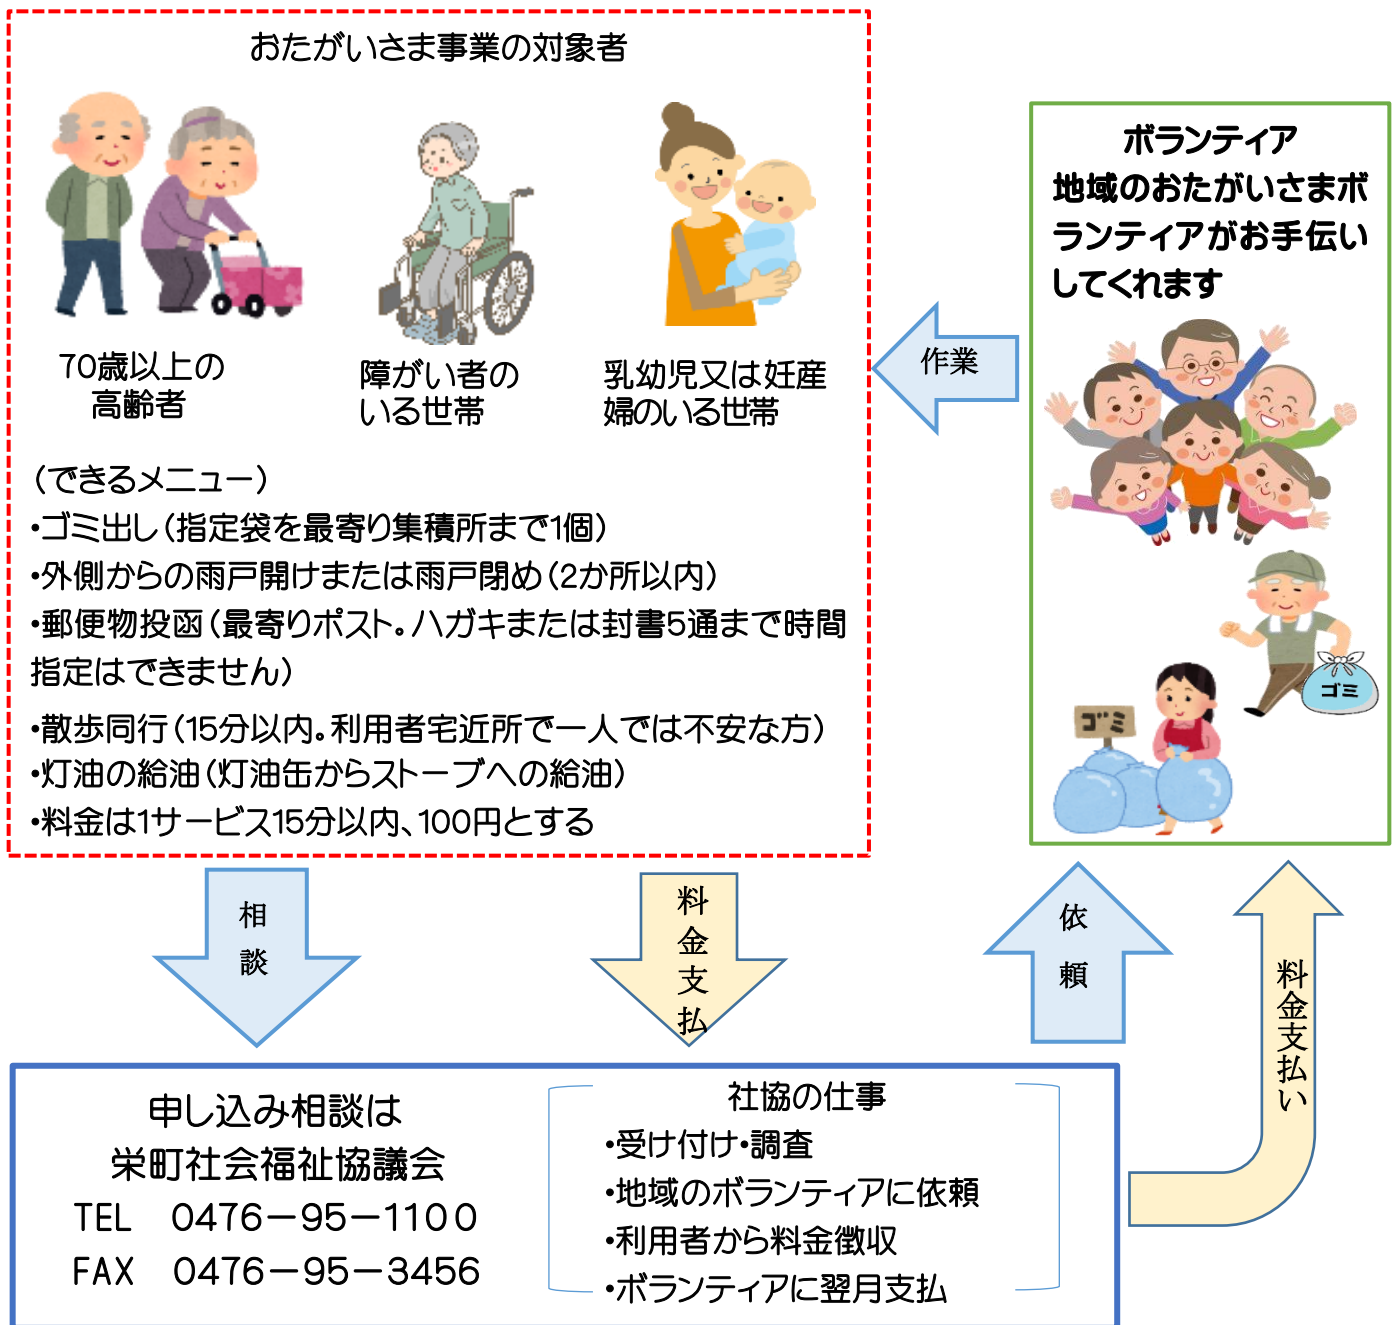 おたがいさま事業の対象者
70歳以上の
高齢者
障がい者の
いる世帯
乳幼児又は妊産
婦のいる世帯
（できるメニュー）
・ゴミ出し（指定袋を最寄り集積所まで1個）
・外側からの雨戸開けまたは雨戸閉め（2か所以内）
・郵便物投函（最寄りポスト。ハガキまたは封書5通まで時間
指定はできません）
・散歩同行（15分以内。利用者宅近所で一人では不安な方）
・灯油の給油（灯油缶からストーブへの給油）
・料金は1サービス15分以内、100円とする
作業
ボランティア
地域のおたがいさまボ
ランティアがお手伝い
してくれます
ゴミ
ゴミ
相談
料金支払
依頼
料金支払い
申し込み相談は
栄町社会福祉協議会
TEL　0476－95－1100
FAX　0476－95－3456
社協の仕事
・受け付け・調査
・地域のボランティアに依頼
・利用者から料金徴収
・ボランティアに翌月支払